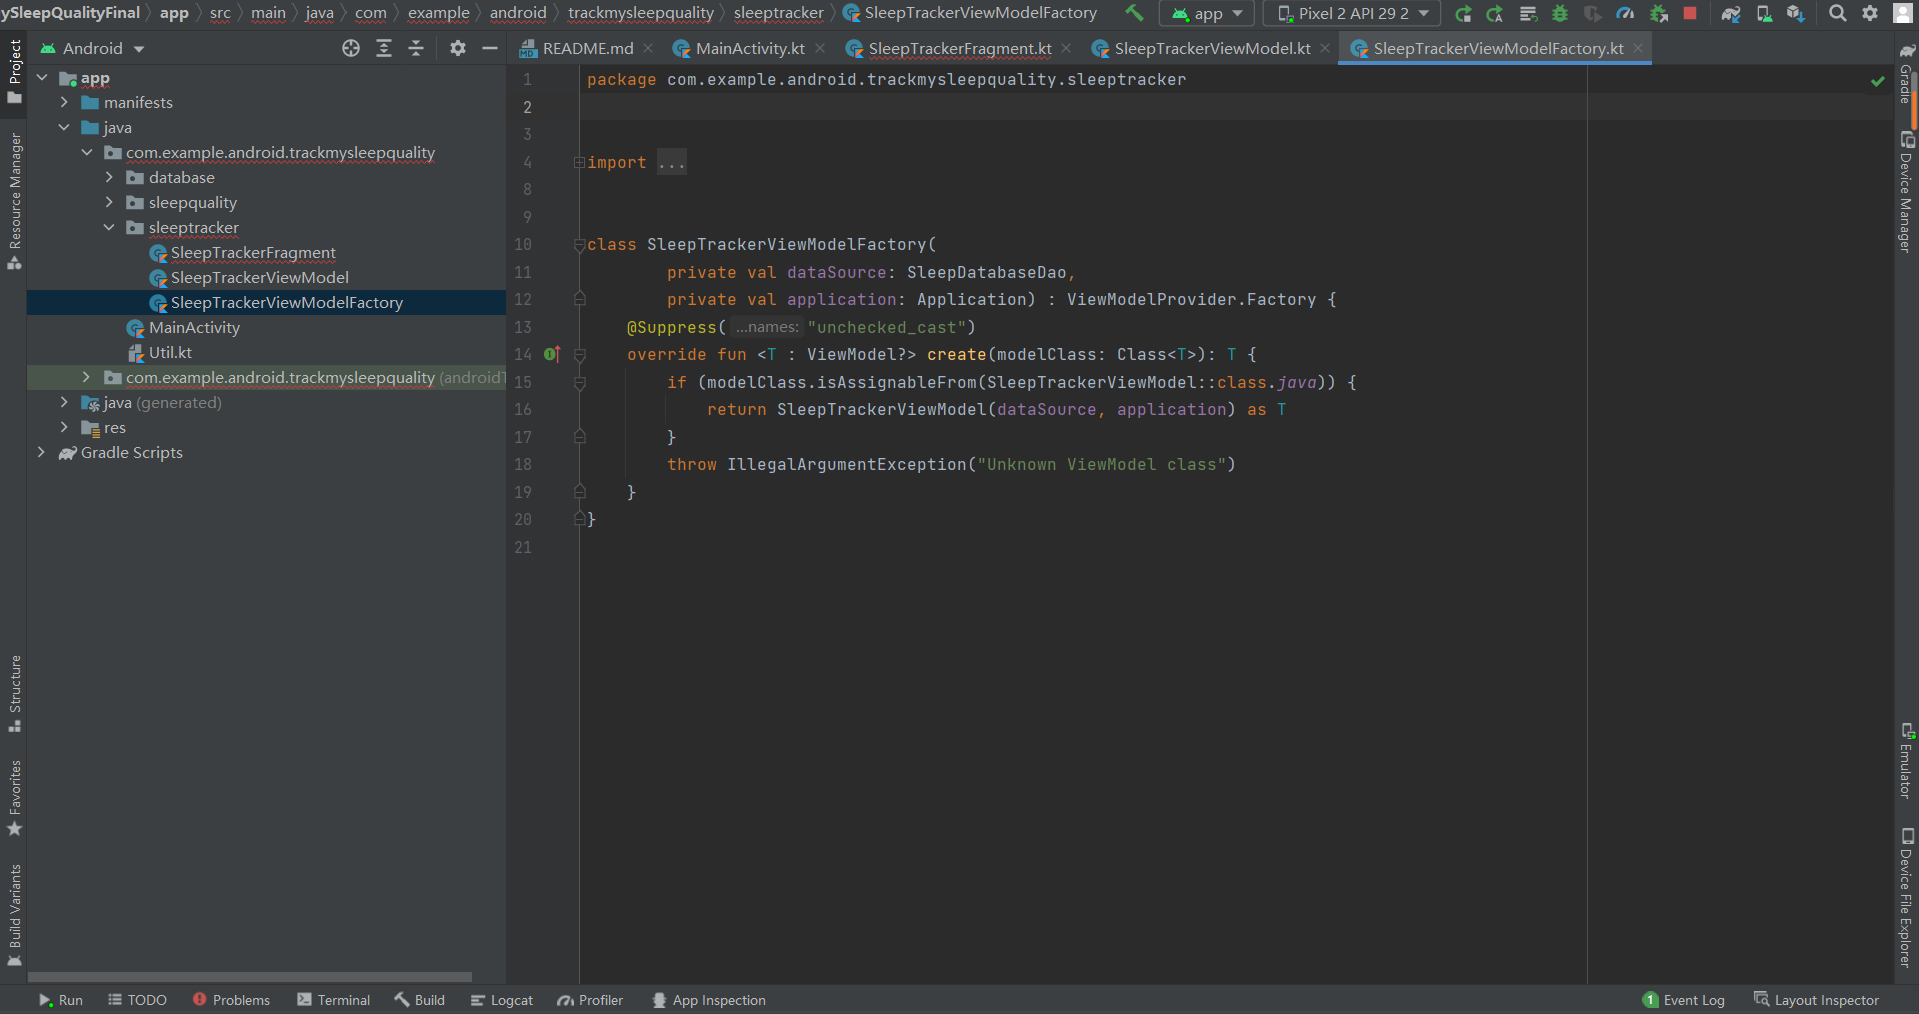 ySleepQualityFinal app src main java com example android trackmysleepquality sleeptracker SleepTrackerViewModelFactory app Pixel 2 API 29 2
Android README.md MainActivity.kt SleepTrackerFragment.kt SleepTrackerViewModel.kt SleepTrackerViewModelFactory.kt
Project
Resource Manager
Structure
Favorites
Build Variants
app
manifests
java
com.example.android.trackmysleepquality
database
sleepquality
sleeptracker
SleepTrackerFragment
SleepTrackerViewModel
SleepTrackerViewModelFactory
MainActivity
Util.kt
com.example.android.trackmysleepquality (androidT
java (generated)
res
Gradle Scripts
1 package com.example.android.trackmysleepquality.sleeptracker
2
3
4 import ...
8
9
10 class SleepTrackerViewModelFactory(
11 private val dataSource: SleepDatabaseDao,
12 private val application: Application) : ViewModelProvider.Factory {
13 @Suppress( ...names: "unchecked_cast")
14 override fun <T : ViewModel?> create(modelClass: Class<T>): T {
15 if (modelClass.isAssignableFrom(SleepTrackerViewModel::class.java)) {
16 return SleepTrackerViewModel(dataSource, application) as T
17 }
18 throw IllegalArgumentException("Unknown ViewModel class")
19 }
20 }
21
Gradle
Device Manager
Emulator
Device File Explorer
Run TODO Problems Terminal Build Logcat Profiler App Inspection 1 Event Log Layout Inspector